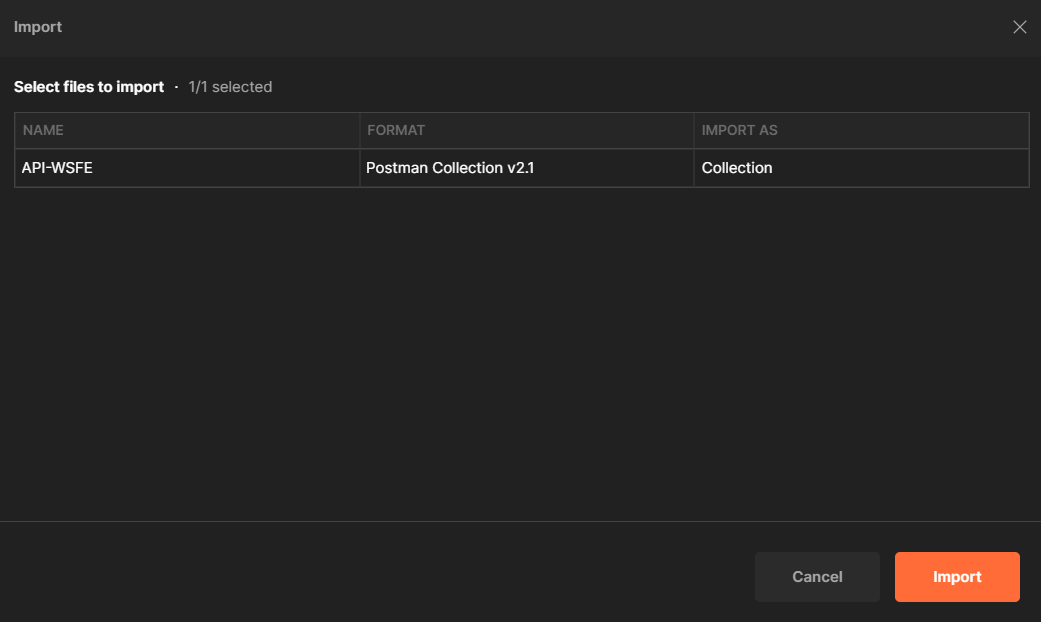 Import
Select files to import · 1/1 selected
NAME FORMAT IMPORT AS
API-WSFE Postman Collection v2.1 Collection
Cancel Import